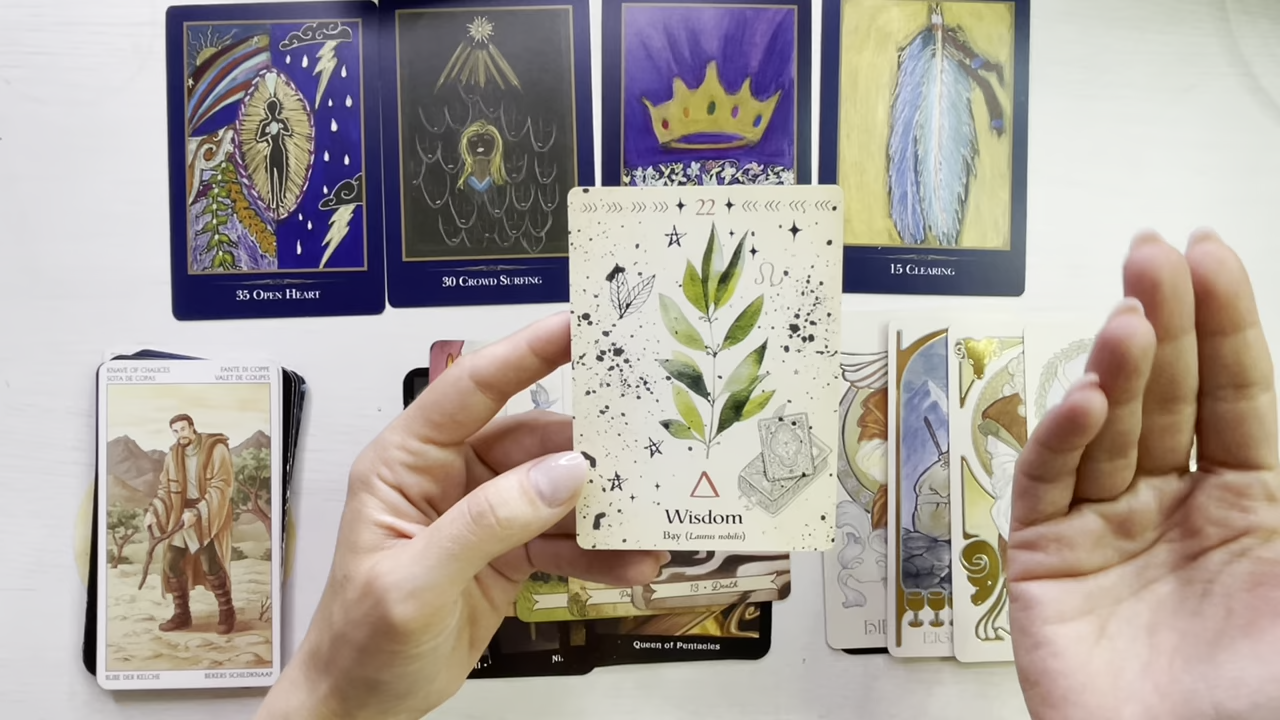 35 OPEN HEART
30 CROWD SURFING
15 CLEARING
22
Wisdom
Bay (Laurus nobilis)
KNAVE OF CHALICES
SOTA DE COPAS
FANTE DI COPPE
VALET DE COUPES
BUBE DER KELCHE
BEKERS SCHILDKNAAP
13 • Death
Queen of Pentacles